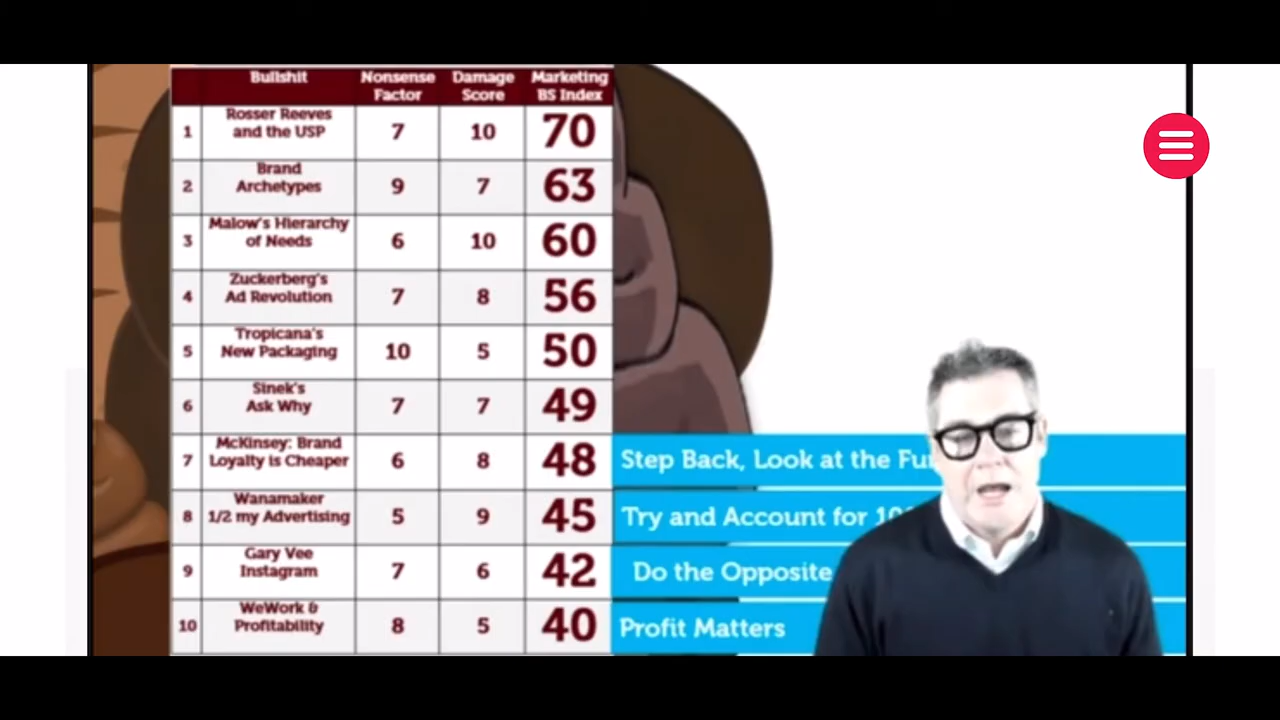 Bullshit Nonsense Damage Marketing
Factor Score BS Index
1 Rosser Reeves and the USP 7 10 70
2 Brand Archetypes 9 7 63
3 Malow's Hierarchy of Needs 6 10 60
4 Zuckerberg's Ad Revolution 7 8 56
5 Tropicana's New Packaging 10 5 50
6 Sinek's Ask Why 7 7 49
7 McKinsey: Brand Loyalty is Cheaper 6 8 48 Step Back, Look at the
8 Wanamaker 1/2 my Advertising 5 9 45 Try and Account for
9 Gary Vee Instagram 7 6 42 Do the Opposite
10 WeWork & Profitability 8 5 40 Profit Matters